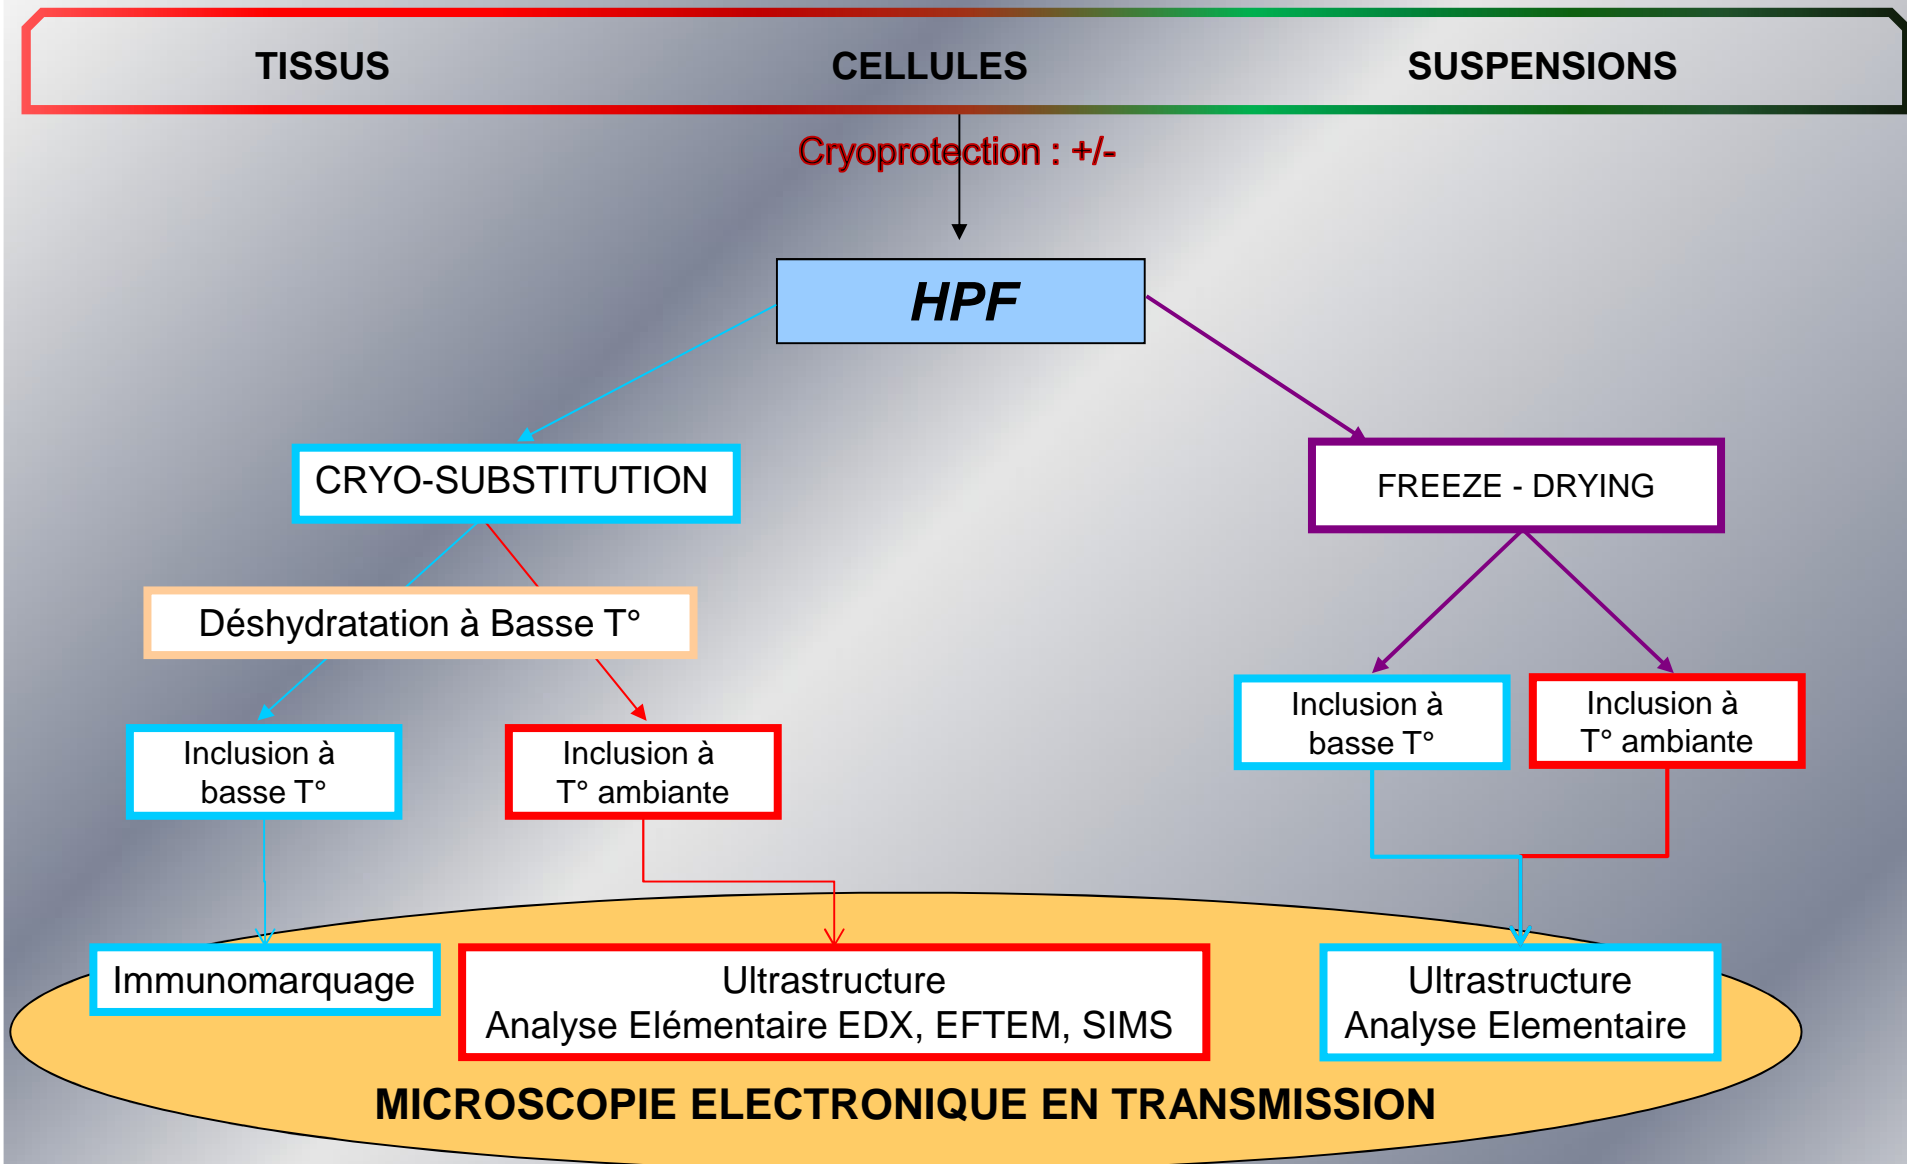 TISSUS CELLULES SUSPENSIONS
Cryoprotection : +/-
HPF
CRYO-SUBSTITUTION
FREEZE - DRYING
Déshydratation à Basse T°
Inclusion à
basse T°
Inclusion à
T° ambiante
Inclusion à
basse T°
Inclusion à
T° ambiante
Immunomarquage
Ultrastructure
Analyse Elémentaire EDX, EFTEM, SIMS
Ultrastructure
Analyse Elementaire
MICROSCOPIE ELECTRONIQUE EN TRANSMISSION